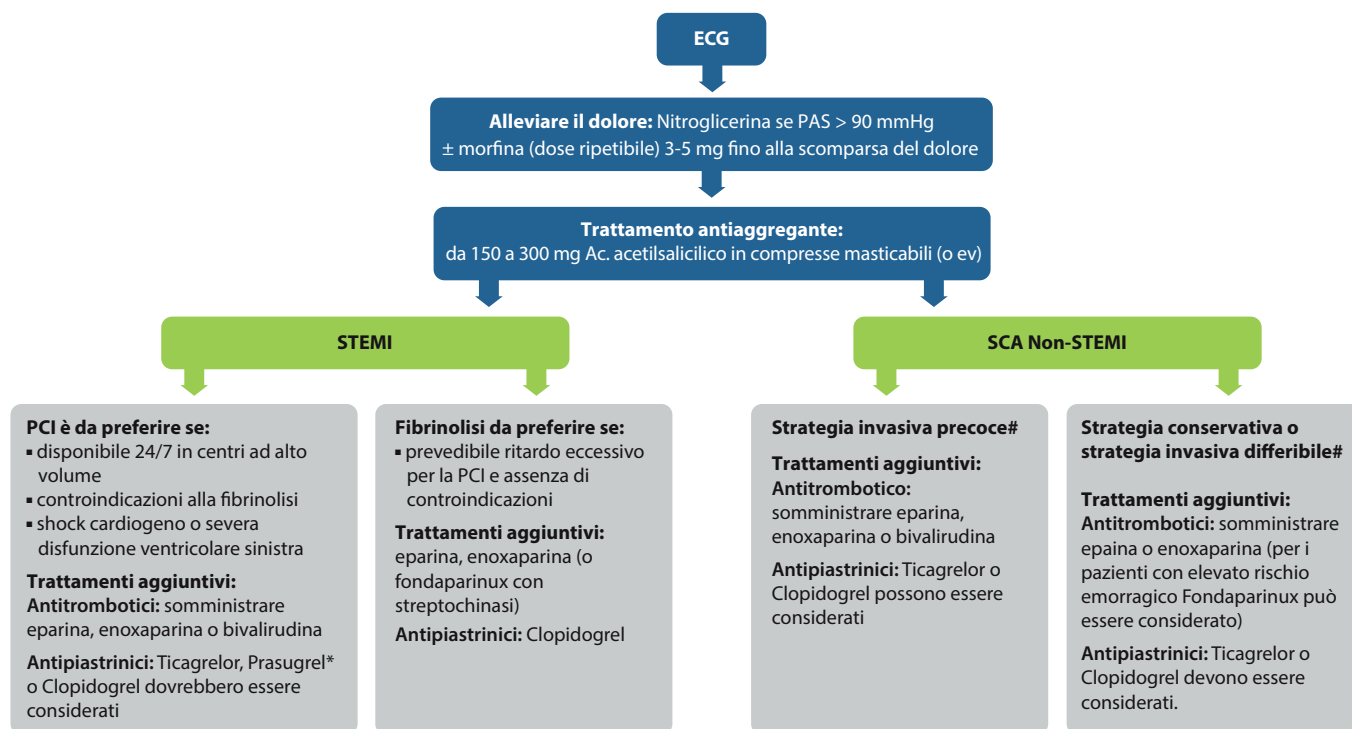 ECG
Alleviare il dolore: Nitroglicerina se PAS > 90 mmHg
± morfina (dose ripetibile) 3-5 mg fino alla scomparsa del dolore
Trattamento antiaggregante:
da 150 a 300 mg Ac. acetilsalicilico in compresse masticabili (o ev)
STEMI
SCA Non-STEMI
PCI è da preferire se:
▪ disponibile 24/7 in centri ad alto
volume
▪ controindicazioni alla fibrinolisi
▪ shock cardiogeno o severa
disfunzione ventricolare sinistra
Trattamenti aggiuntivi:
Antitrombotici: somministrare
eparina, enoxaparina o bivalirudina
Antipiastrinici: Ticagrelor, Prasugrel*
o Clopidogrel dovrebbero essere
considerati
Fibrinolisi da preferire se:
▪ prevedibile ritardo eccessivo
per la PCI e assenza di
controindicazioni
Trattamenti aggiuntivi:
eparina, enoxaparina (o
fondaparinux con
streptochinasi)
Antipiastrinici: Clopidogrel
Strategia invasiva precoce#
Trattamenti aggiuntivi:
Antitrombotico:
somministrare eparina,
enoxaparina o bivalirudina
Antipiastrinici: Ticagrelor o
Clopidogrel possono essere
considerati
Strategia conservativa o
strategia invasiva differibile#
Trattamenti aggiuntivi:
Antitrombotici: somministrare
epaina o enoxaparina (per i
pazienti con elevato rischio
emorragico Fondaparinux può
essere considerato)
Antipiastrinici: Ticagrelor o
Clopidogrel devono essere
considerati.